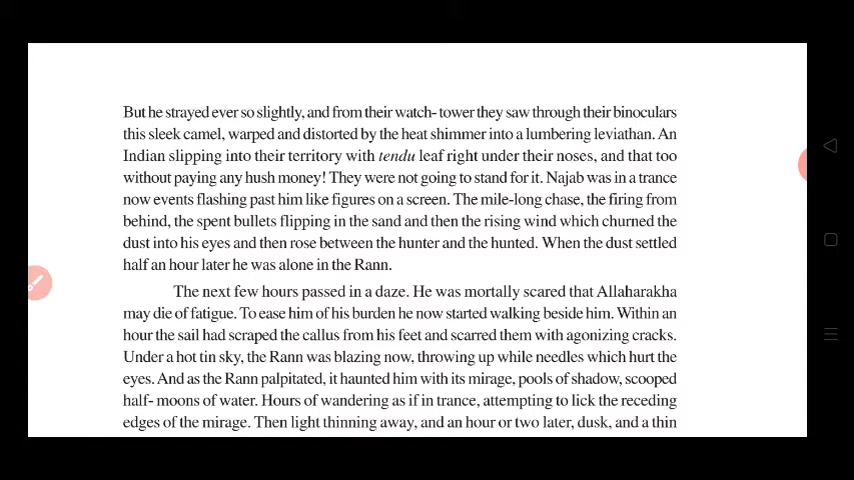 But he strayed ever so slightly, and from their watch- tower they saw through their binoculars
this sleek camel, warped and distorted by the heat shimmer into a lumbering leviathan. An
Indian slipping into their territory with tendu leaf right under their noses, and that too
without paying any hush money! They were not going to stand for it. Najab was in a trance
now events flashing past him like figures on a screen. The mile-long chase, the firing from
behind, the spent bullets flipping in the sand and then the rising wind which churned the
dust into his eyes and then rose between the hunter and the hunted. When the dust settled
half an hour later he was alone in the Rann.
The next few hours passed in a daze. He was mortally scared that Allaharakha
may die of fatigue. To ease him of his burden he now started walking beside him. Within an
hour the sail had scraped the callus from his feet and scarred them with agonizing cracks.
Under a hot tin sky, the Rann was blazing now, throwing up while needles which hurt the
eyes. And as the Rann palpitated, it haunted him with its mirage, pools of shadow, scooped
half- moons of water. Hours of wandering as if in trance, attempting to lick the receding
edges of the mirage. Then light thinning away, and an hour or two later, dusk, and a thin